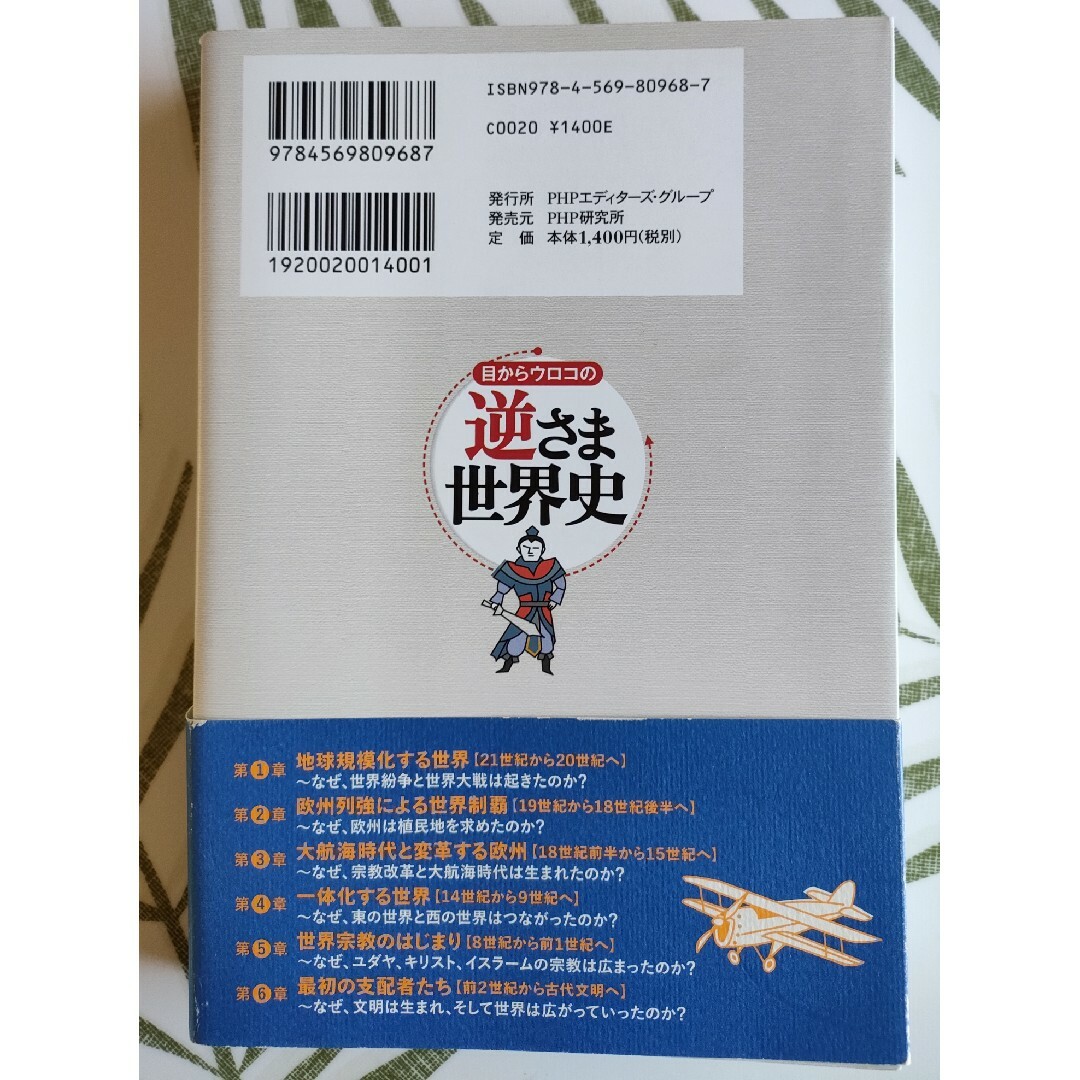 ISBN978-4-569-80968-7
C0020 ¥1400E
9784569809687
発行所 PHPエディターズ・グループ
発売元 PHP研究所
定 価 本体1,400円(税別)
1920020014001
目からウロコの
逆さま
世界史
第1章 地球規模化する世界【21世紀から20世紀へ】
〜なぜ、世界紛争と世界大戦は起きたのか?
第2章 欧州列強による世界制覇【19世紀から18世紀後半へ】
〜なぜ、欧州は植民地を求めたのか?
第3章 大航海時代と変革する欧州【18世紀前半から15世紀へ】
〜なぜ、宗教改革と大航海時代は生まれたのか?
第4章 一体化する世界【14世紀から9世紀へ】
〜なぜ、東の世界と西の世界はつながったのか?
第5章 世界宗教のはじまり【8世紀から前1世紀へ】
〜なぜ、ユダヤ、キリスト、イスラームの宗教は広まったのか?
第6章 最初の支配者たち【前2世紀から古代文明へ】
〜なぜ、文明は生まれ、そして世界は広がっていったのか?